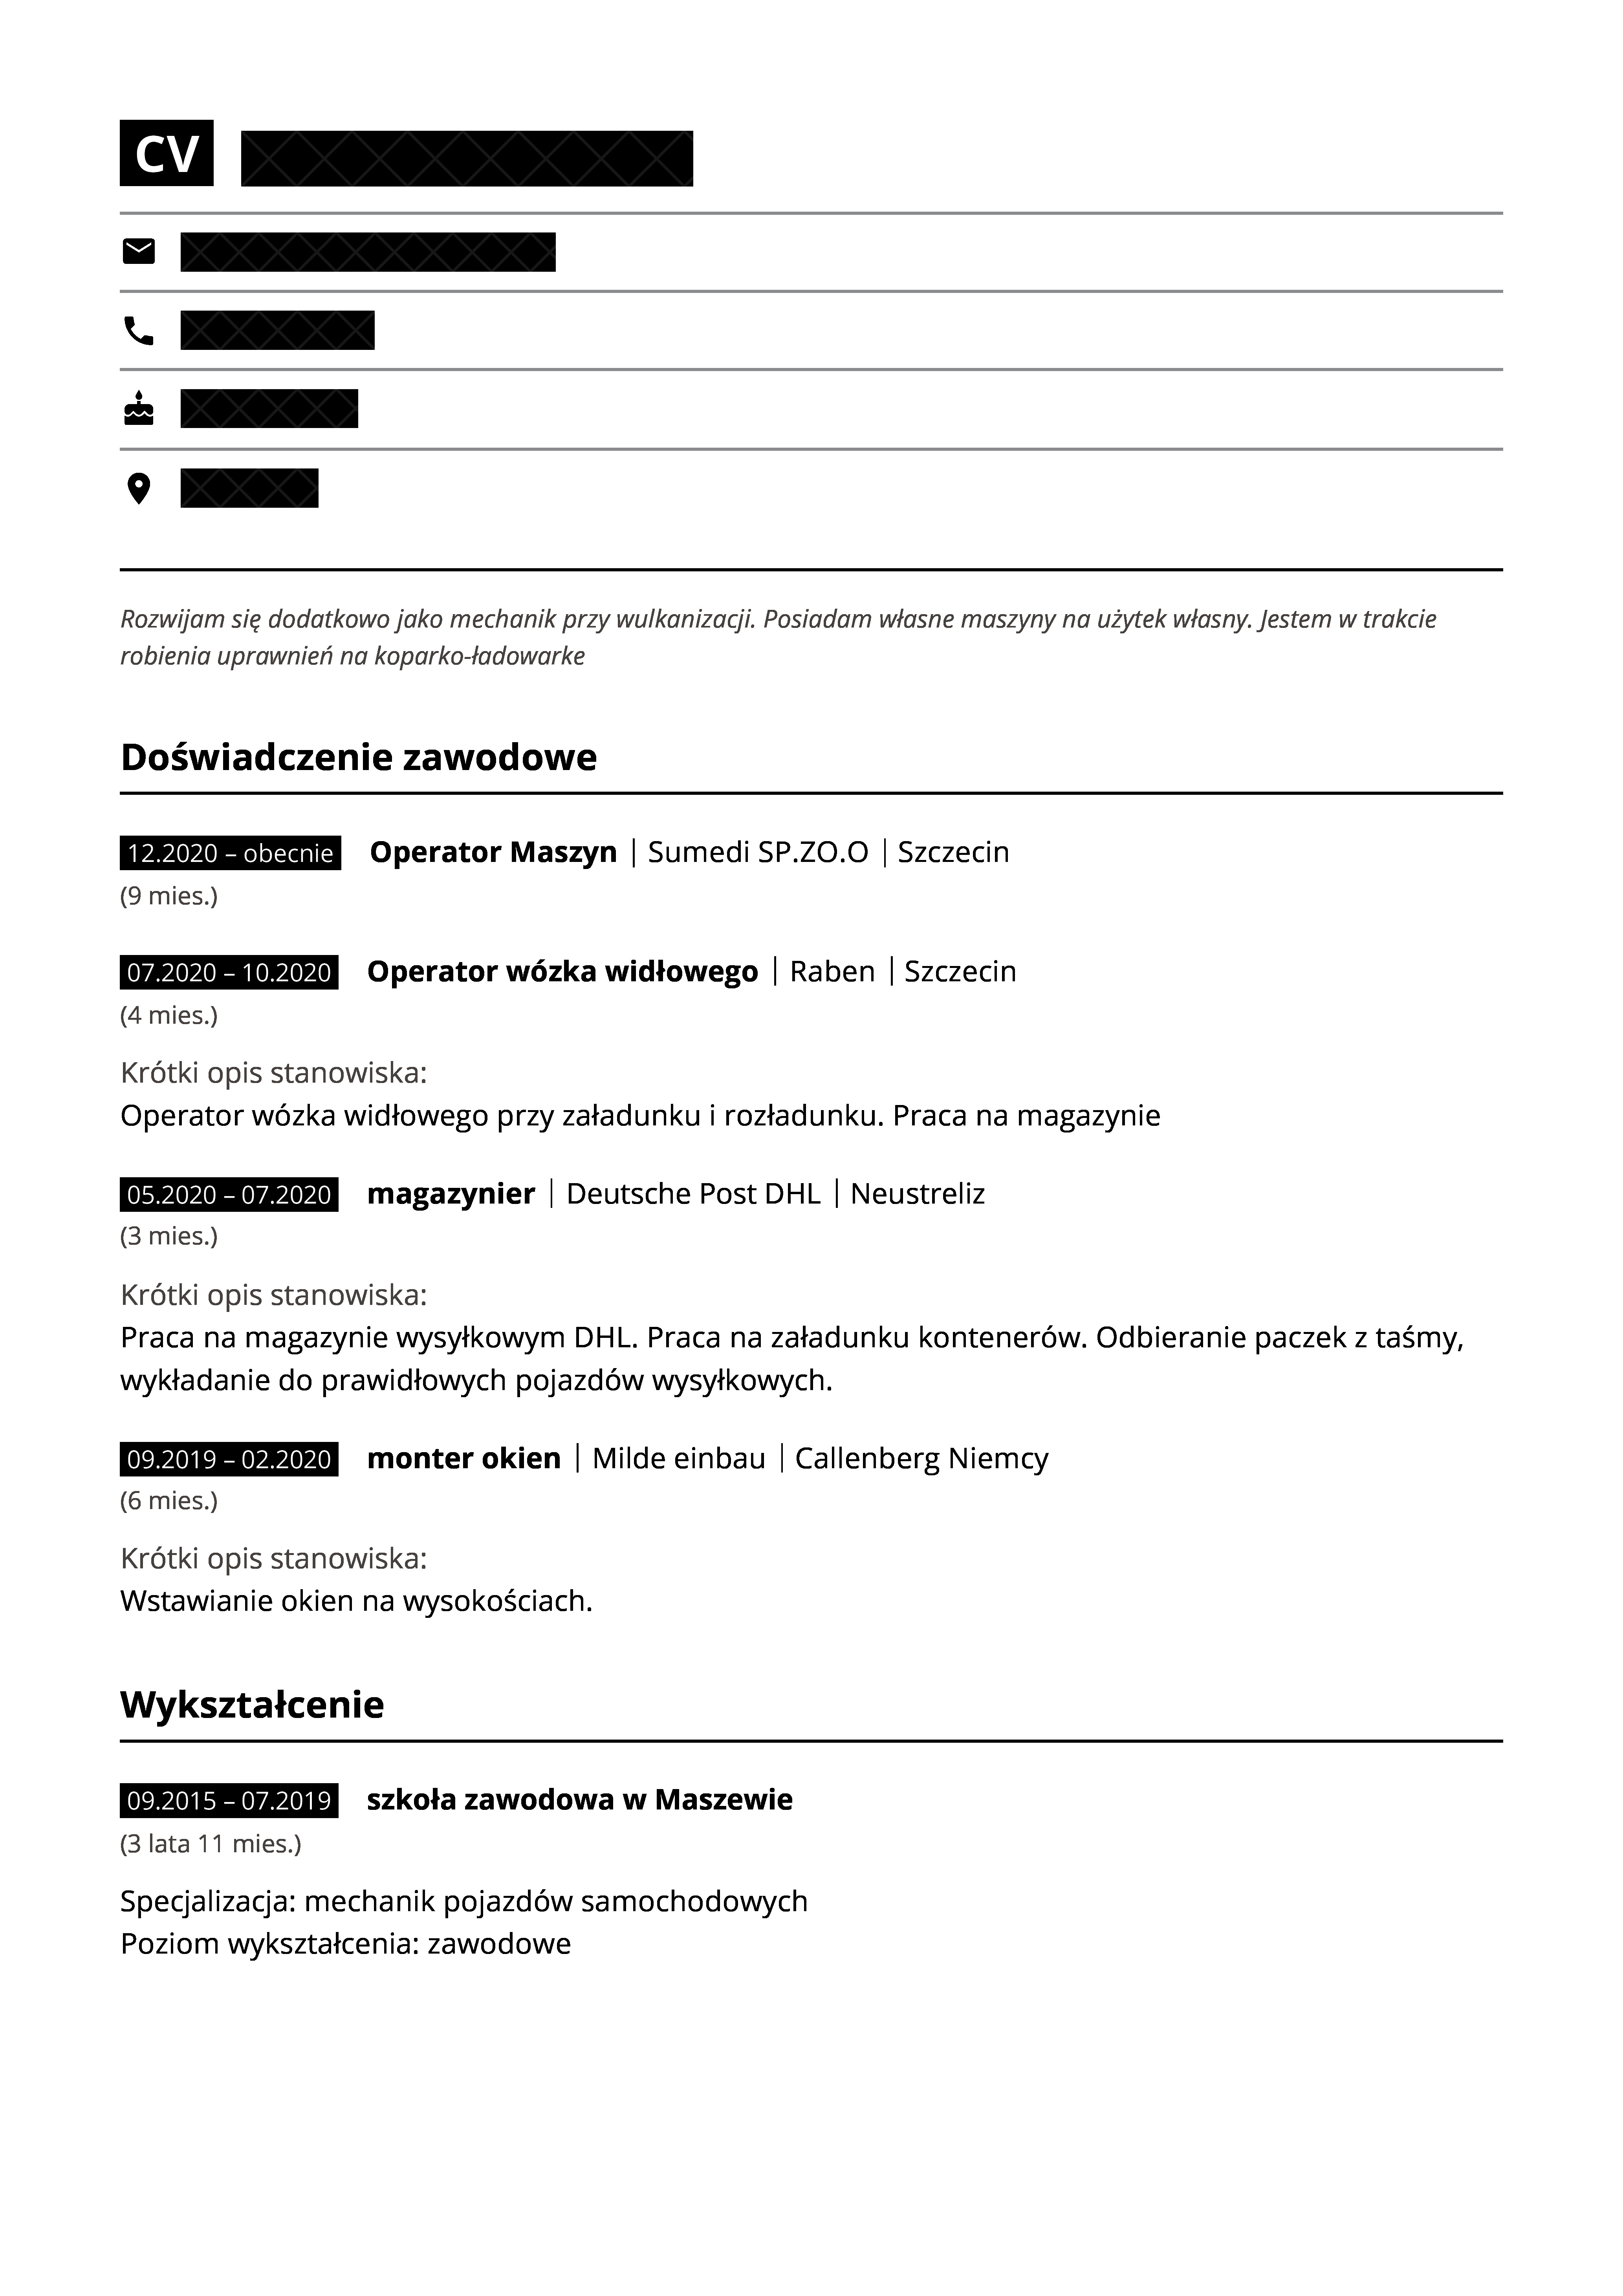 CV
Rozwijam się dodatkowo jako mechanik przy wulkanizacji. Posiadam własne maszyny na użytek własny. Jestem w trakcie
robienia uprawnień na koparko-ładowarke
Doświadczenie zawodowe
12.2020 – obecnie Operator Maszyn | Sumedi SP.ZO.O | Szczecin
(9 mies.)
07.2020 – 10.2020 Operator wózka widłowego | Raben | Szczecin
(4 mies.)
Krótki opis stanowiska:
Operator wózka widłowego przy załadunku i rozładunku. Praca na magazynie
05.2020 – 07.2020 magazynier | Deutsche Post DHL | Neustreliz
(3 mies.)
Krótki opis stanowiska:
Praca na magazynie wysyłkowym DHL. Praca na załadunku kontenerów. Odbieranie paczek z taśmy,
wykładanie do prawidłowych pojazdów wysyłkowych.
09.2019 – 02.2020 monter okien | Milde einbau | Callenberg Niemcy
(6 mies.)
Krótki opis stanowiska:
Wstawianie okien na wysokościach.
Wykształcenie
09.2015 – 07.2019 szkoła zawodowa w Maszewie
(3 lata 11 mies.)
Specjalizacja: mechanik pojazdów samochodowych
Poziom wykształcenia: zawodowe